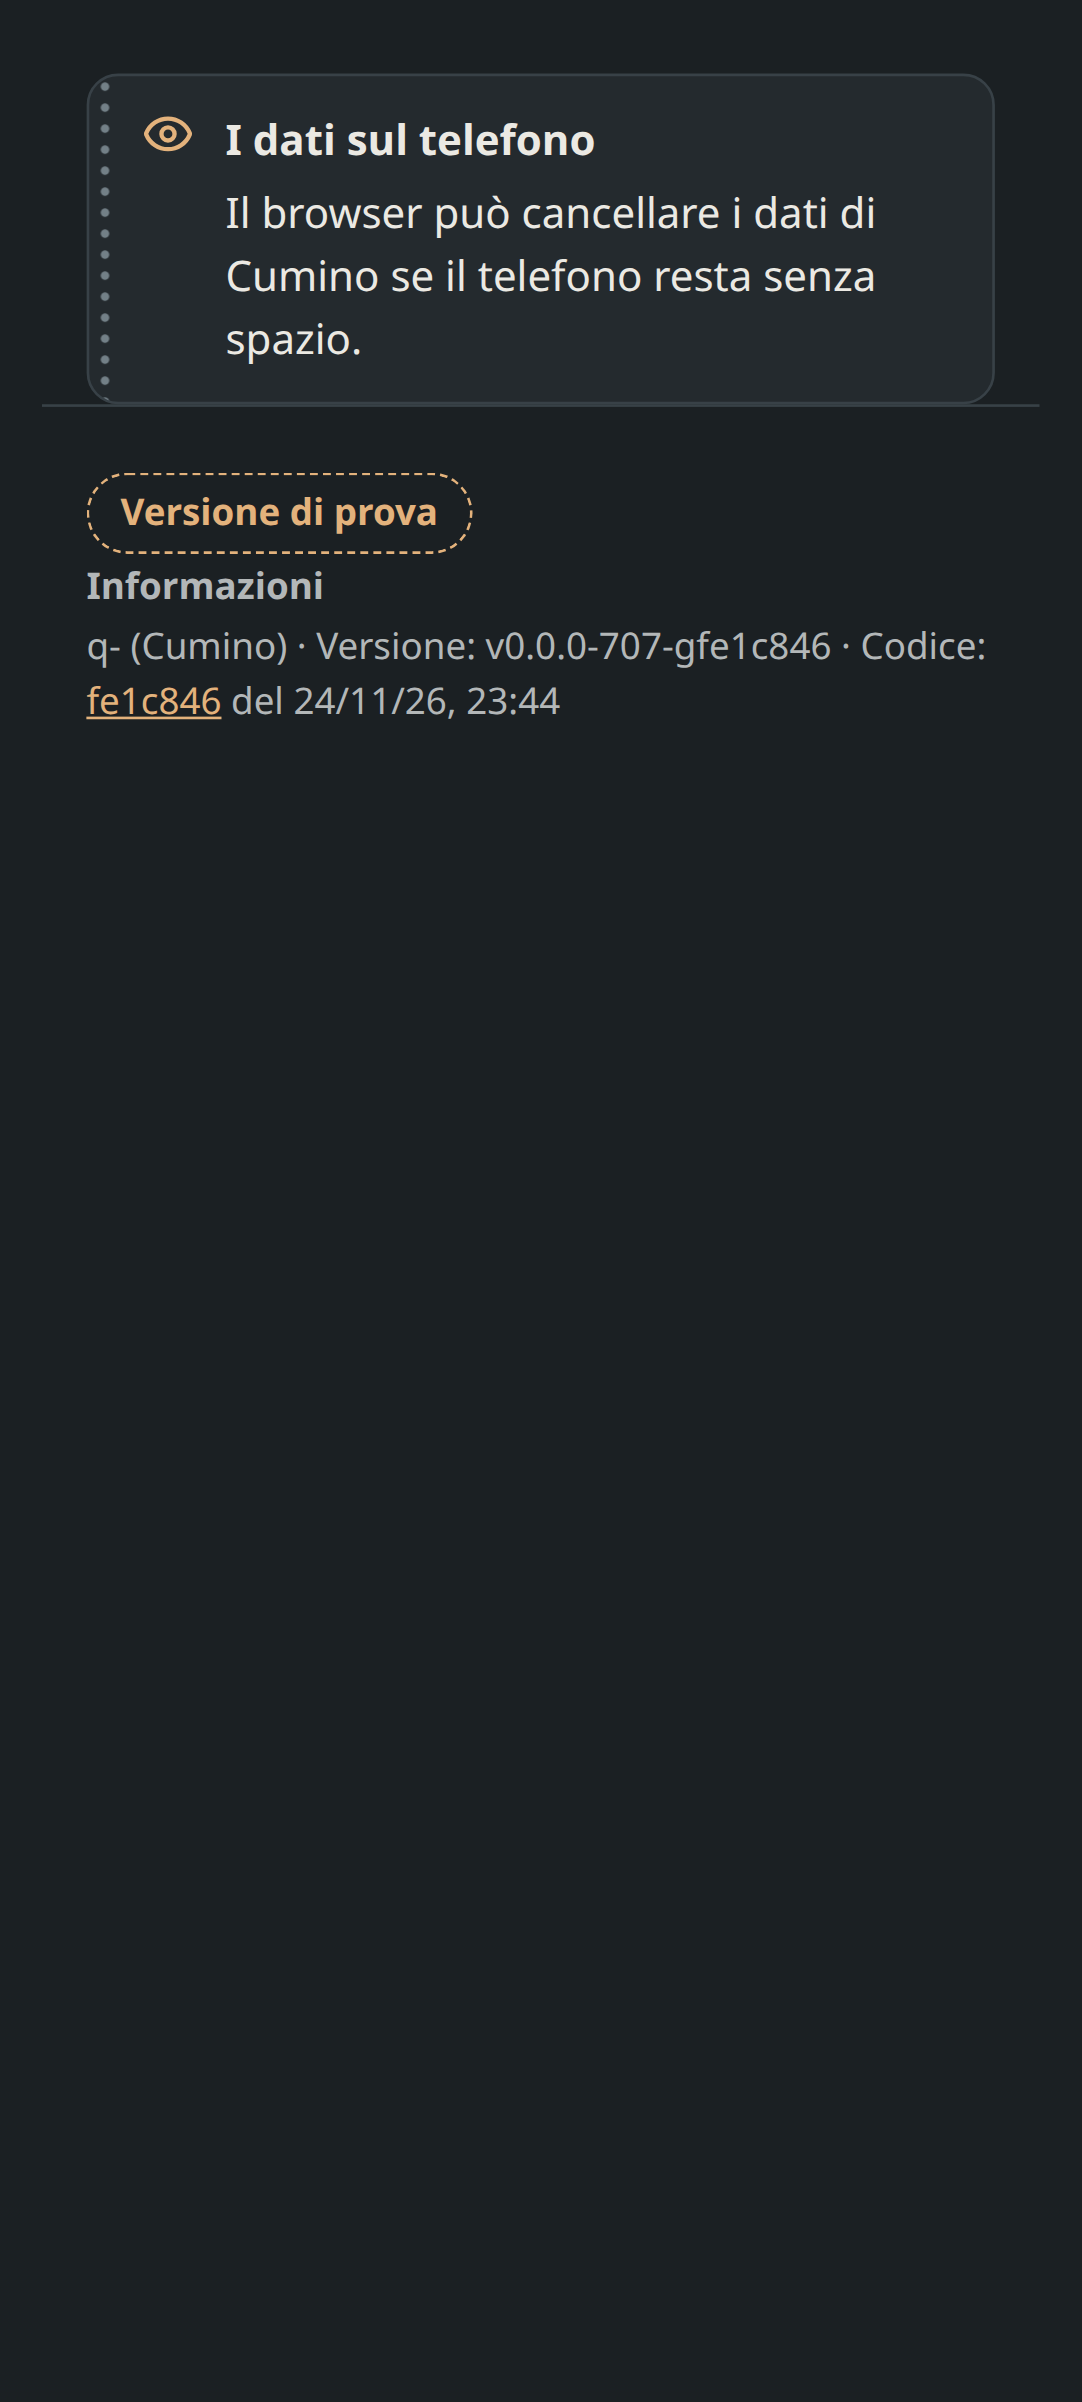 I dati sul telefono
Il browser può cancellare i dati di
Cumino se il telefono resta senza
spazio.
Versione di prova
Informazioni
q- (Cumino) · Versione: v0.0.0-707-gfe1c846 · Codice:
fe1c846 del 24/11/26, 23:44